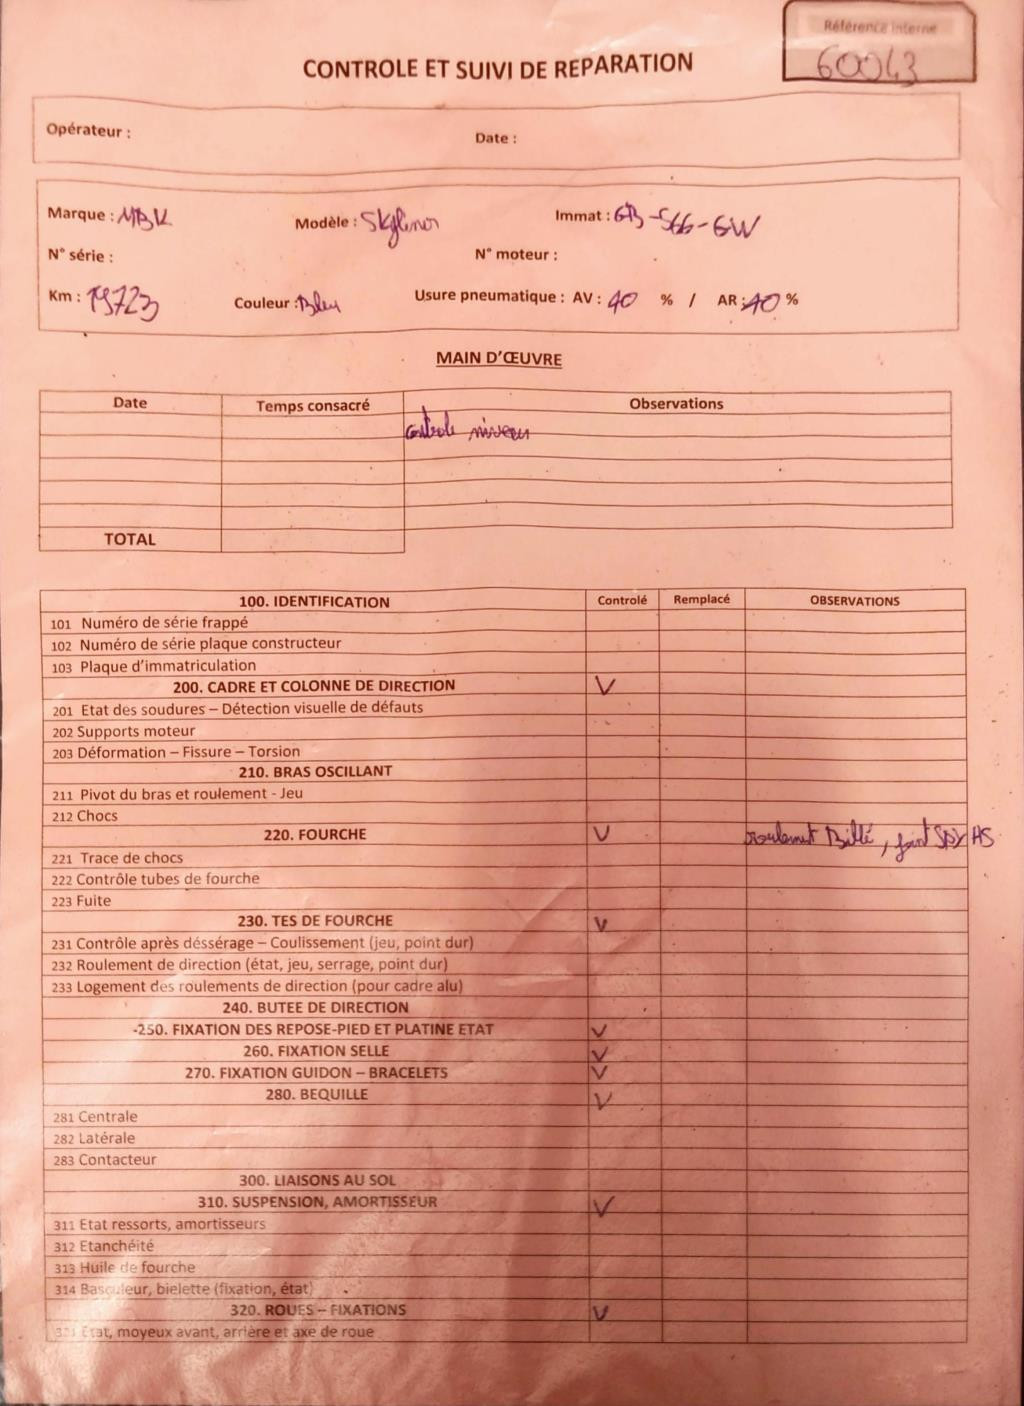 Référence Interne
60043
CONTROLE ET SUIVI DE REPARATION
Opérateur : Date :
Marque : MBK Modèle : Skyliner Immat : GB-566-GW
N° série : N° moteur :
Km : 19723 Couleur : Bleu Usure pneumatique : AV : 40 % / AR : 40 %
MAIN D'ŒUVRE
Date Temps consacré Observations
contrôle niveau
TOTAL
100. IDENTIFICATION Controlé Remplacé OBSERVATIONS
101 Numéro de série frappé
102 Numéro de série plaque constructeur
103 Plaque d'immatriculation
200. CADRE ET COLONNE DE DIRECTION V
201 Etat des soudures – Détection visuelle de défauts
202 Supports moteur
203 Déformation – Fissure – Torsion
210. BRAS OSCILLANT
211 Pivot du bras et roulement - Jeu
212 Chocs
220. FOURCHE V roulement Billé, joint SPY HS
221 Trace de chocs
222 Contrôle tubes de fourche
223 Fuite
230. TES DE FOURCHE V
231 Contrôle après déssérage – Coulissement (jeu, point dur)
232 Roulement de direction (état, jeu, serrage, point dur)
233 Logement des roulements de direction (pour cadre alu)
240. BUTEE DE DIRECTION
-250. FIXATION DES REPOSE-PIED ET PLATINE ETAT V
260. FIXATION SELLE V
270. FIXATION GUIDON – BRACELETS V
280. BEQUILLE V
281 Centrale
282 Latérale
283 Contacteur
300. LIAISONS AU SOL
310. SUSPENSION, AMORTISSEUR V
311 Etat ressorts, amortisseurs
312 Etanchéité
313 Huile de fourche
314 Basculeur, bielette (fixation, état)
320. ROUES – FIXATIONS V
321 Etat, moyeux avant, arrière et axe de roue